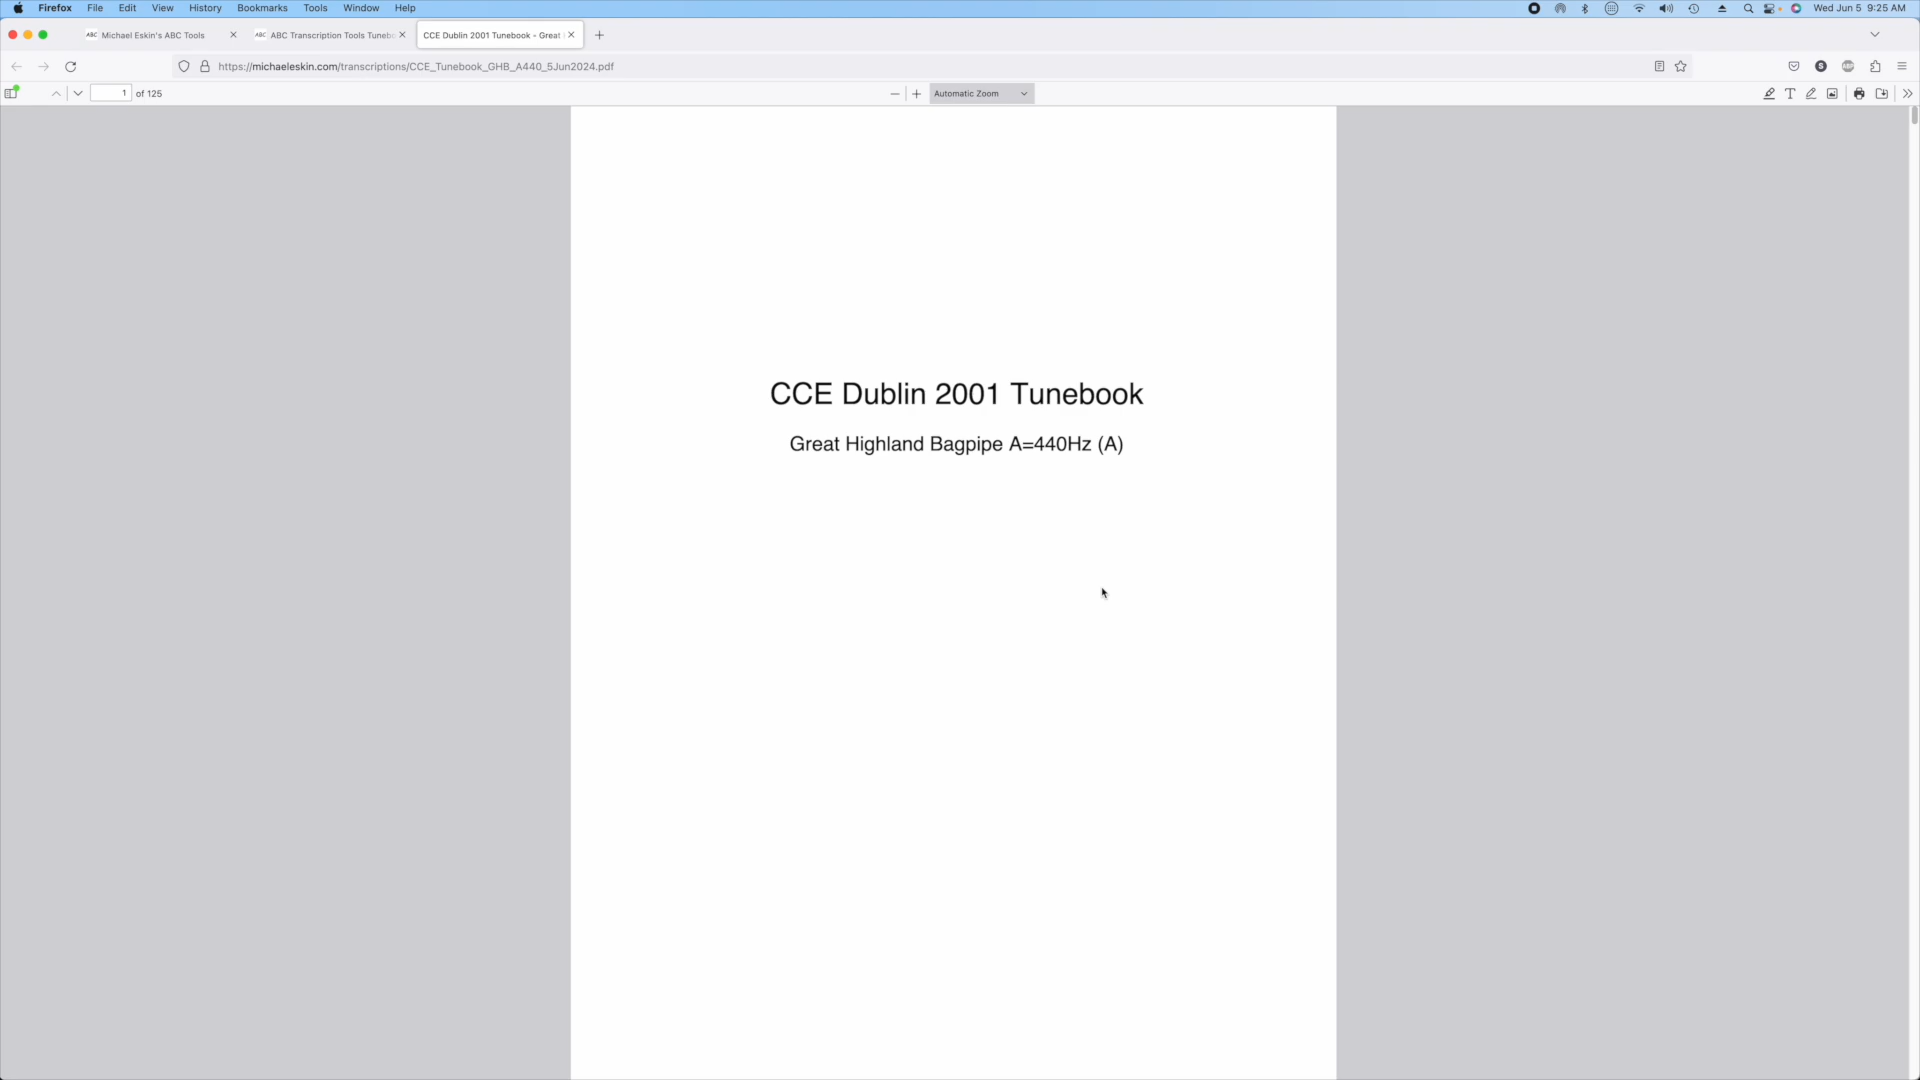 Firefox File Edit View History Bookmarks Tools Window Help Wed Jun 5 9:25 AM
ABC Michael Eskin's ABC Tools ABC ABC Transcription Tools Tunebo CCE Dublin 2001 Tunebook - Great
https://michaeleskin.com/transcriptions/CCE_Tunebook_GHB_A440_5Jun2024.pdf
1 of 125 Automatic Zoom
CCE Dublin 2001 Tunebook
Great Highland Bagpipe A=440Hz (A)